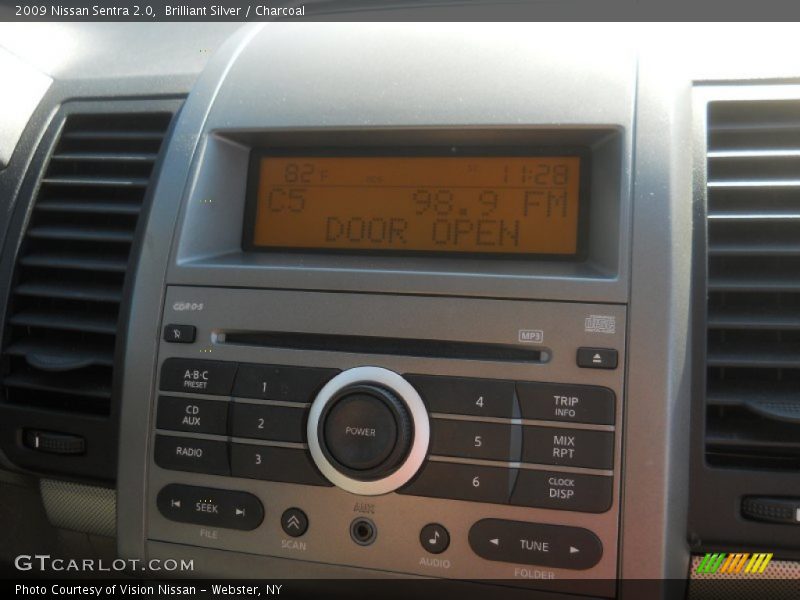 2009 Nissan Sentra 2.0, Brilliant Silver / Charcoal
82°F 11:28
C5 98.9 FM
DOOR OPEN
MP3
A·B·C 1 4 TRIP
PRESET INFO
CD 2 POWER 5 MIX
AUX RPT
RADIO 3 6 CLOCK
DISP
SEEK AUX TUNE
FILE SCAN AUDIO FOLDER
GTCARLOT.COM
Photo Courtesy of Vision Nissan - Webster, NY